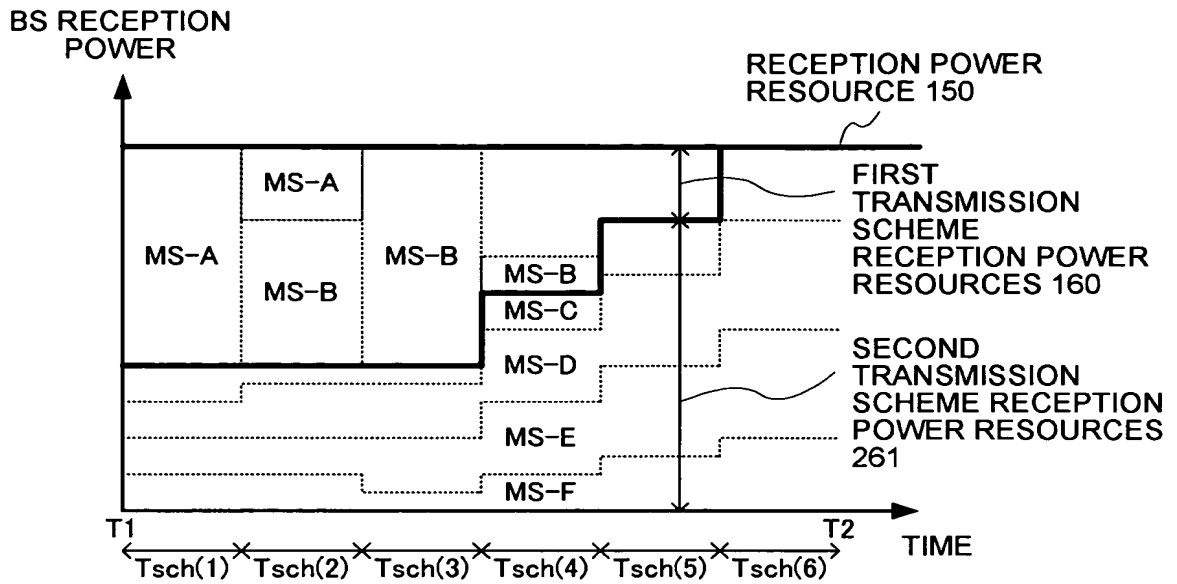 BS RECEPTION
POWER
RECEPTION POWER
RESOURCE 150
MS-A
MS-A
MS-B
MS-B
MS-B
MS-C
MS-D
MS-E
MS-F
FIRST
TRANSMISSION
SCHEME
RECEPTION POWER
RESOURCES 160
SECOND
TRANSMISSION
SCHEME RECEPTION
POWER RESOURCES
261
T1
T2
TIME
Tsch(1)
Tsch(2)
Tsch(3)
Tsch(4)
Tsch(5)
Tsch(6)